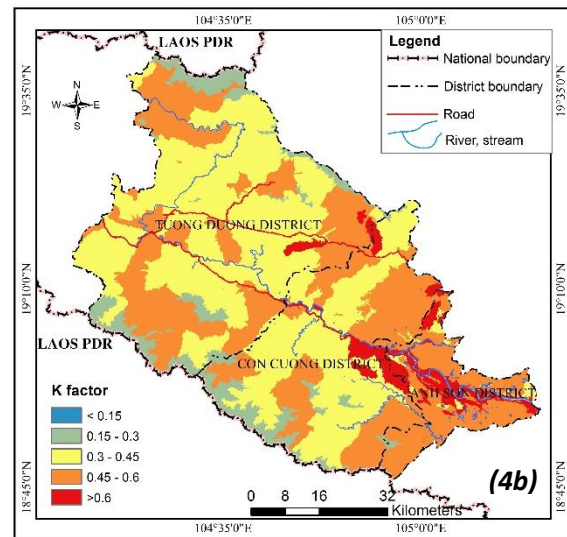 104°35'0"E 105°0'0"E
LAOS PDR
Legend
National boundary
District boundary
Road
River, stream
19°35'0"N 19°35'0"N
N
W E
S
TUONG DUONG DISTRICT
19°10'0"N 19°10'0"N
LAOS PDR
CON CUONG DISTRICT
ANH SON DISTRICT
K factor
< 0.15
0.15 - 0.3
0.3 - 0.45
0.45 - 0.6
>0.6
(4b)
0 8 16 32
Kilometers
18°45'0"N 18°45'0"N
104°35'0"E 105°0'0"E